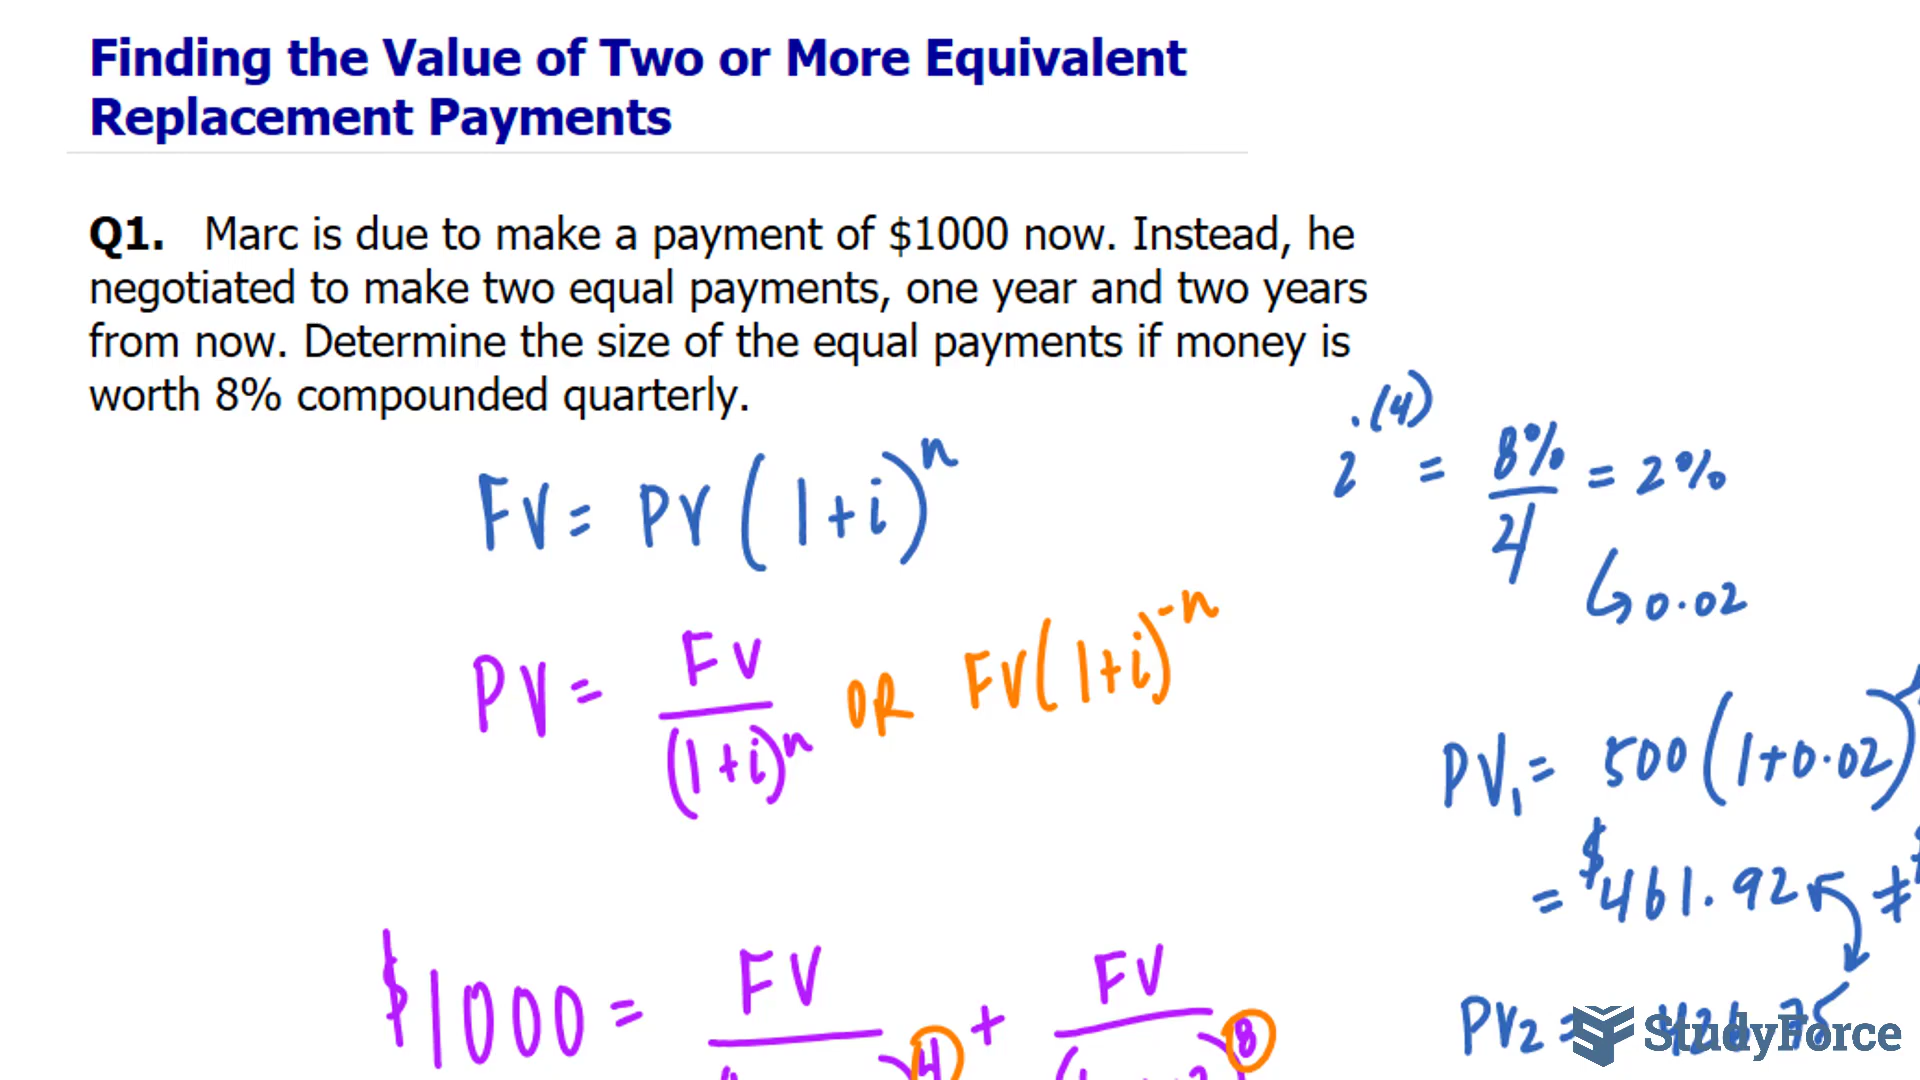 Finding the Value of Two or More Equivalent
Replacement Payments
Q1. Marc is due to make a payment of $1000 now. Instead, he
negotiated to make two equal payments, one year and two years
from now. Determine the size of the equal payments if money is
worth 8% compounded quarterly.
i^(4) = 8%/4 = 2%
↳ 0.02
FV = PV(1+i)^n
PV = FV/(1+i)^n OR FV(1+i)^-n
PV₁ = 500(1+0.02)
= $461.92 ≠
$1000 = FV/( )^4 + FV/( )^8
PV₂ = 426.75
StudyForce